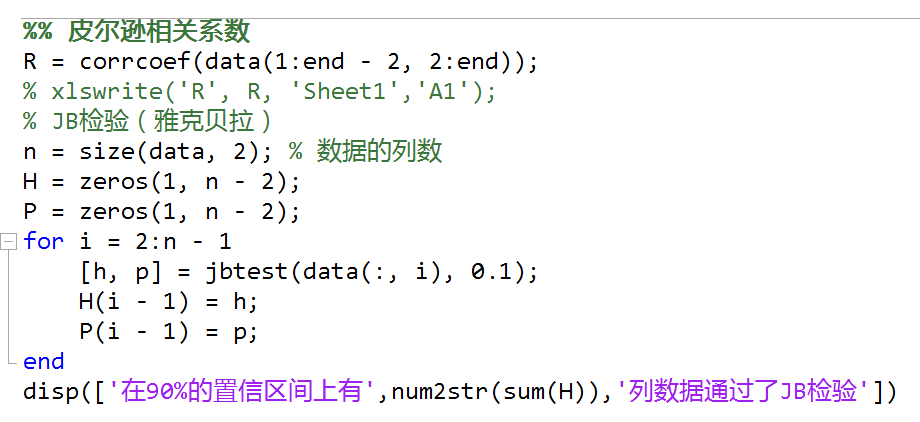 %% 皮尔逊相关系数
R = corrcoef(data(1:end - 2, 2:end));
% xlswrite('R', R, 'Sheet1','A1');
% JB检验（雅克贝拉）
n = size(data, 2); % 数据的列数
H = zeros(1, n - 2);
P = zeros(1, n - 2);
for i = 2:n - 1
    [h, p] = jbtest(data(:, i), 0.1);
    H(i - 1) = h;
    P(i - 1) = p;
end
disp(['在90%的置信区间上有',num2str(sum(H)),'列数据通过了JB检验'])